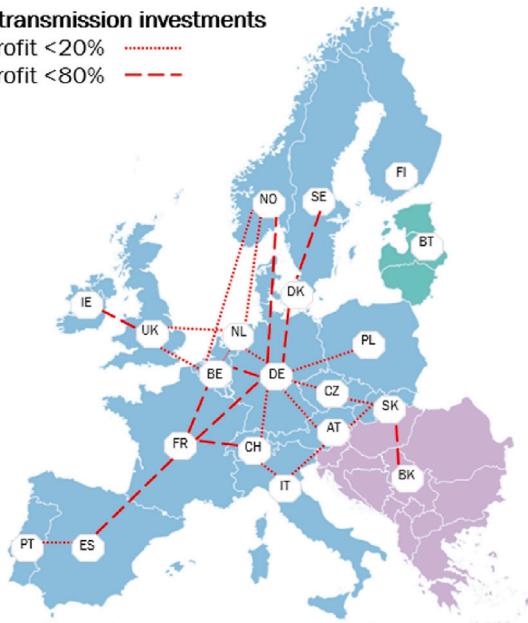 transmission investments
rofit <20%
rofit <80%
NO
SE
FI
BT
DK
IE
UK
NL
PL
BE
DE
CZ
SK
AT
FR
CH
BK
IT
PT
ES